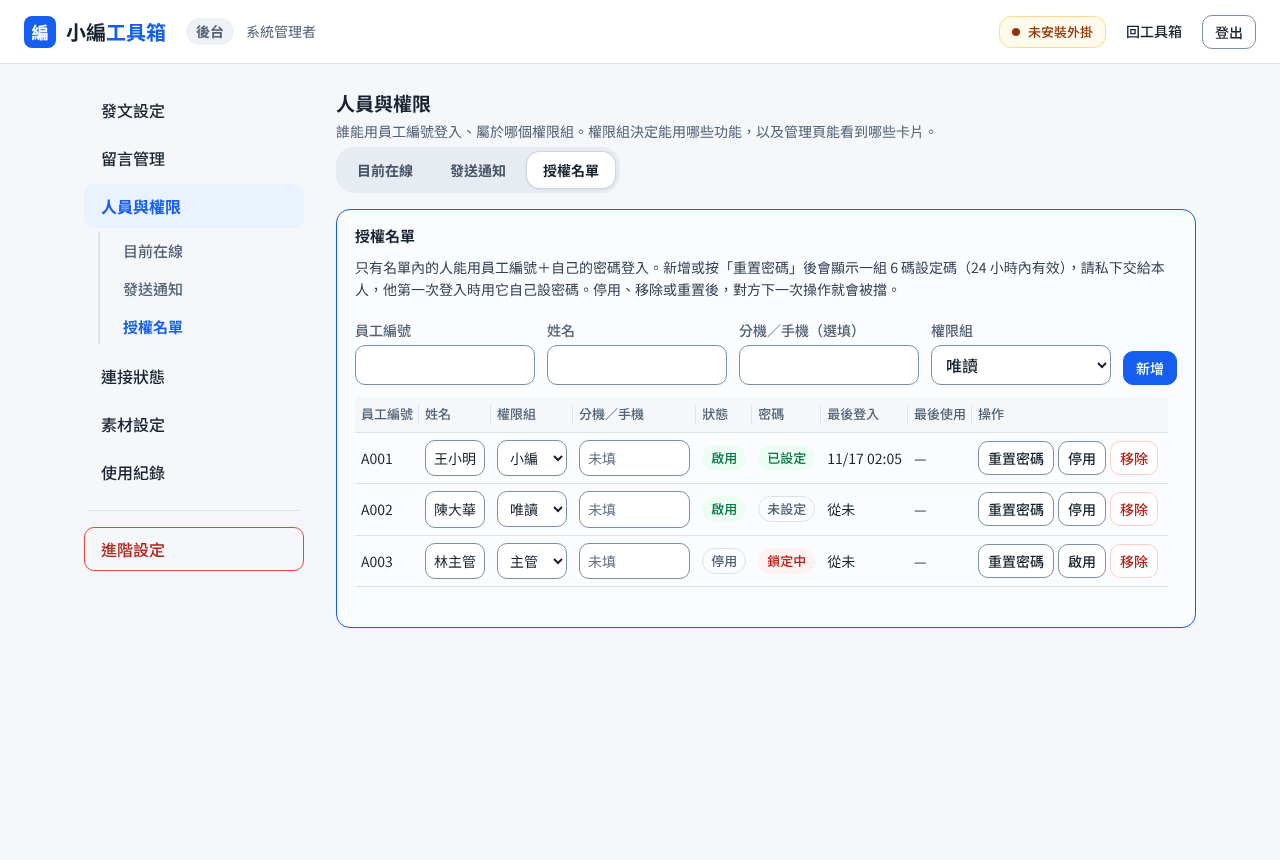 編 小編工具箱 後台 系統管理者 未安裝外掛 回工具箱 登出
發文設定
留言管理
人員與權限
目前在線
發送通知
授權名單
連接狀態
素材設定
使用紀錄
進階設定
人員與權限
誰能用員工編號登入、屬於哪個權限組。權限組決定能用哪些功能，以及管理頁能看到哪些卡片。
目前在線 發送通知 授權名單
授權名單
只有名單內的人能用員工編號＋自己的密碼登入。新增或按「重置密碼」後會顯示一組 6 碼設定碼（24 小時內有效），請私下交給本
人，他第一次登入時用它自己設密碼。停用、移除或重置後，對方下一次操作就會被擋。
員工編號 姓名 分機／手機（選填） 權限組
唯讀 新增
員工編號 姓名 權限組 分機／手機 狀態 密碼 最後登入 最後使用 操作
A001 王小明 小編 未填 啟用 已設定 11/17 02:05 — 重置密碼 停用 移除
A002 陳大華 唯讀 未填 啟用 未設定 從未 — 重置密碼 停用 移除
A003 林主管 主管 未填 停用 鎖定中 從未 — 重置密碼 啟用 移除